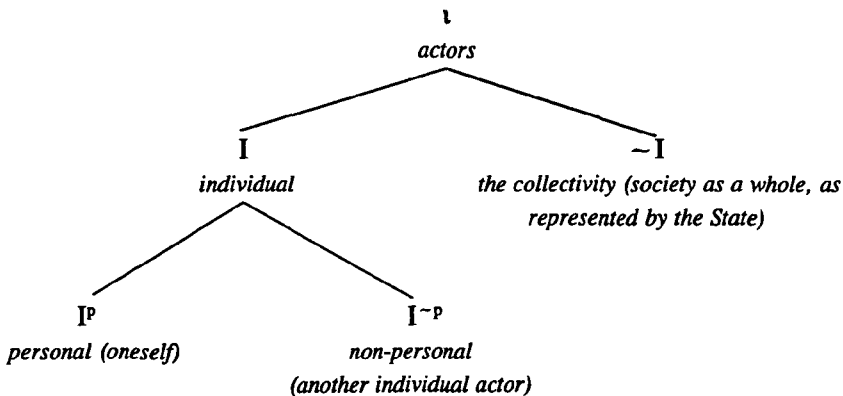 ι
actors
I
~I
individual
the collectivity (society as a whole, as
represented by the State)
Iᵖ
I~ᵖ
personal (oneself)
non-personal
(another individual actor)